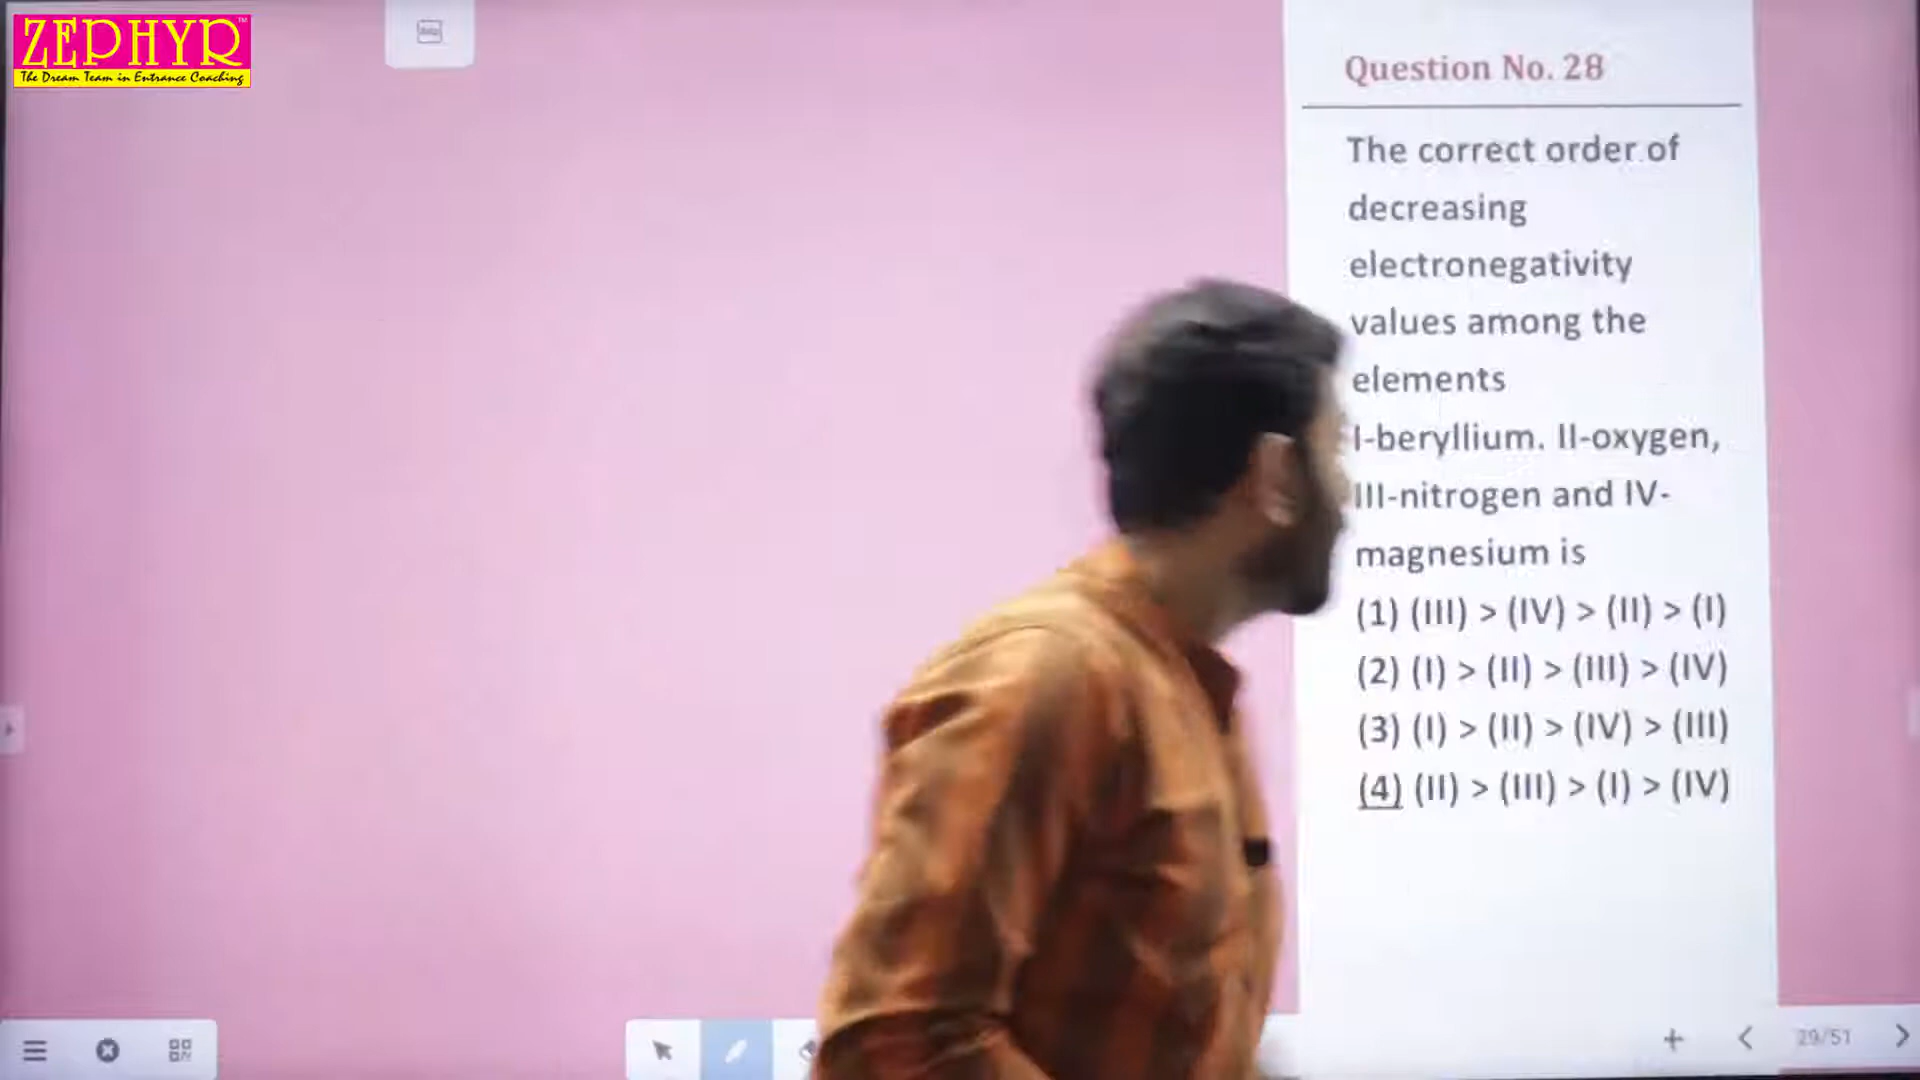 ZEPHYR™
The Dream Team in Entrance Coaching
Question No. 28
The correct order of
decreasing
electronegativity
values among the
elements
I-beryllium. II-oxygen,
III-nitrogen and IV-
magnesium is
(1) (III) > (IV) > (II) > (I)
(2) (I) > (II) > (III) > (IV)
(3) (I) > (II) > (IV) > (III)
(4) (II) > (III) > (I) > (IV)
29/51